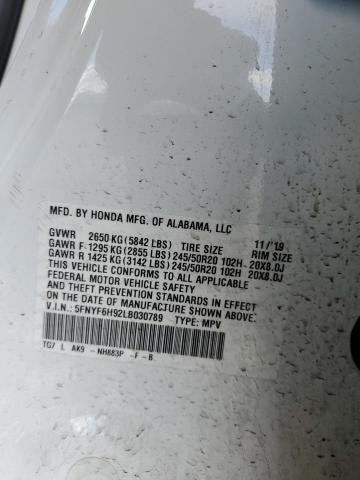 MFD. BY HONDA MFG. OF ALABAMA, LLC
GVWR 2650 KG (5842 LBS) TIRE SIZE 11/'19 RIM SIZE
GAWR F 1295 KG (2855 LBS) 245/50R20 102H 20X8.0J
GAWR R 1425 KG (3142 LBS) 245/50R20 102H 20X8.0J
THIS VEHICLE CONFORMS TO ALL APPLICABLE
FEDERAL MOTOR VEHICLE SAFETY AND
THEFT PREVENTION STANDARDS IN EFFECT
ON THE DATE OF MANUFACTURE SHOWN ABOVE.
V.I.N.: 5FNYF6H92LB030789 TYPE: MPV
TG7 L AK9 -NH883P -F -B